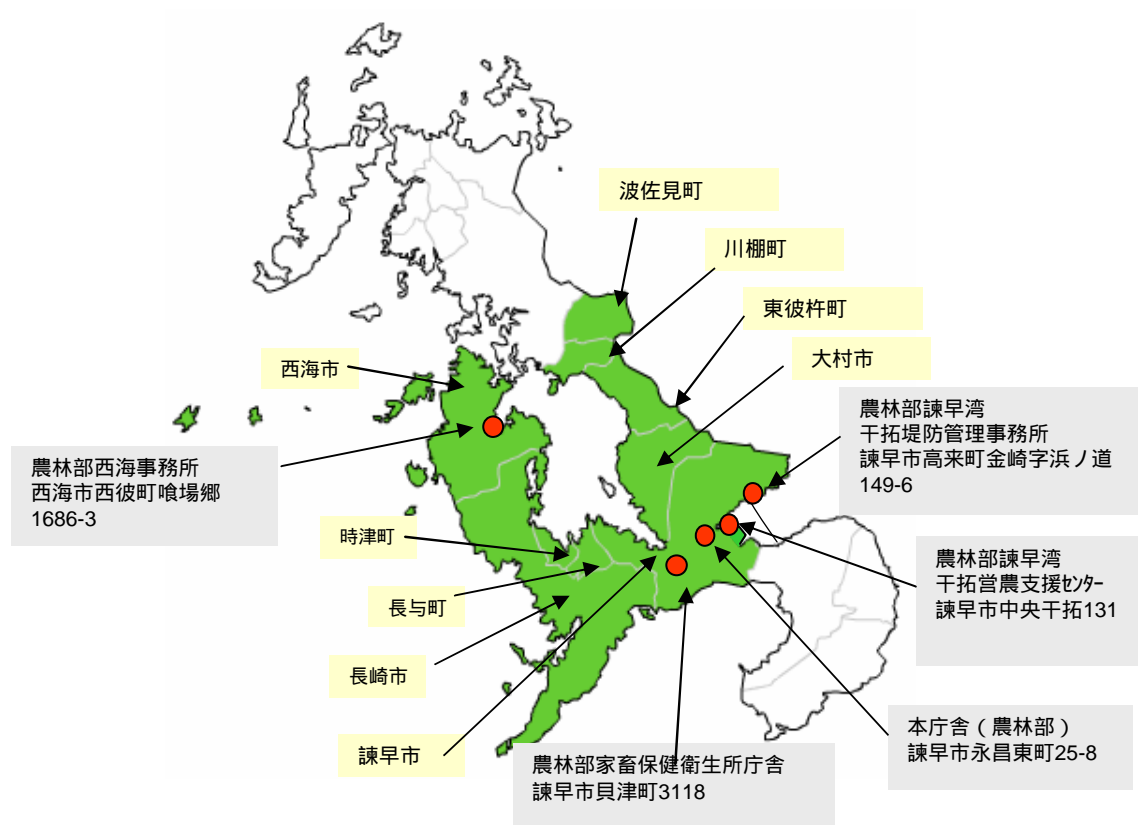 波佐見町
川棚町
東彼杵町
大村市
西海市
農林部諫早湾
干拓堤防管理事務所
諫早市高来町金崎字浜ノ道
149-6
農林部西海事務所
西海市西彼町喰場郷
1686-3
時津町
農林部諫早湾
干拓営農支援ｾﾝﾀｰ
諫早市中央干拓131
長与町
長崎市
本庁舎（農林部）
諫早市永昌東町25-8
諫早市
農林部家畜保健衛生所庁舎
諫早市貝津町3118